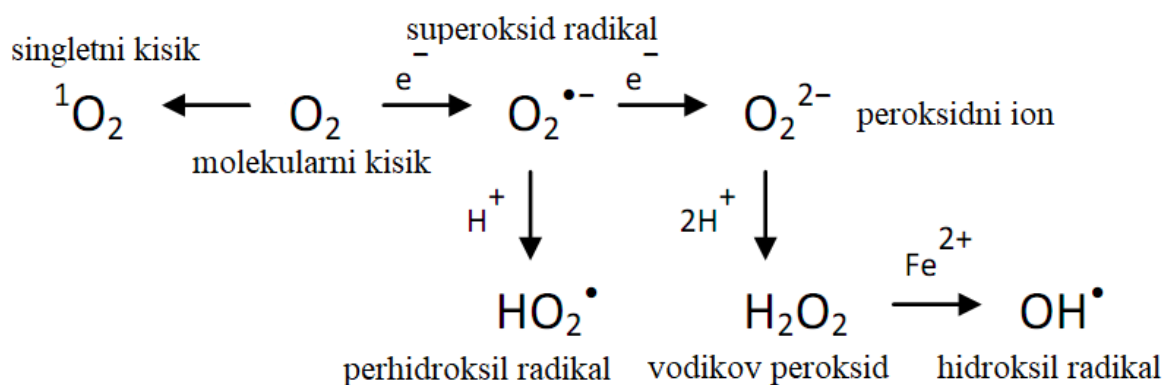 superoksid radikal
singletni kisik
e⁻ e⁻
¹O₂ O₂ O₂•⁻ O₂²⁻ peroksidni ion
molekularni kisik
H⁺ 2H⁺
Fe²⁺
HO₂• H₂O₂ OH•
perhidroksil radikal vodikov peroksid hidroksil radikal